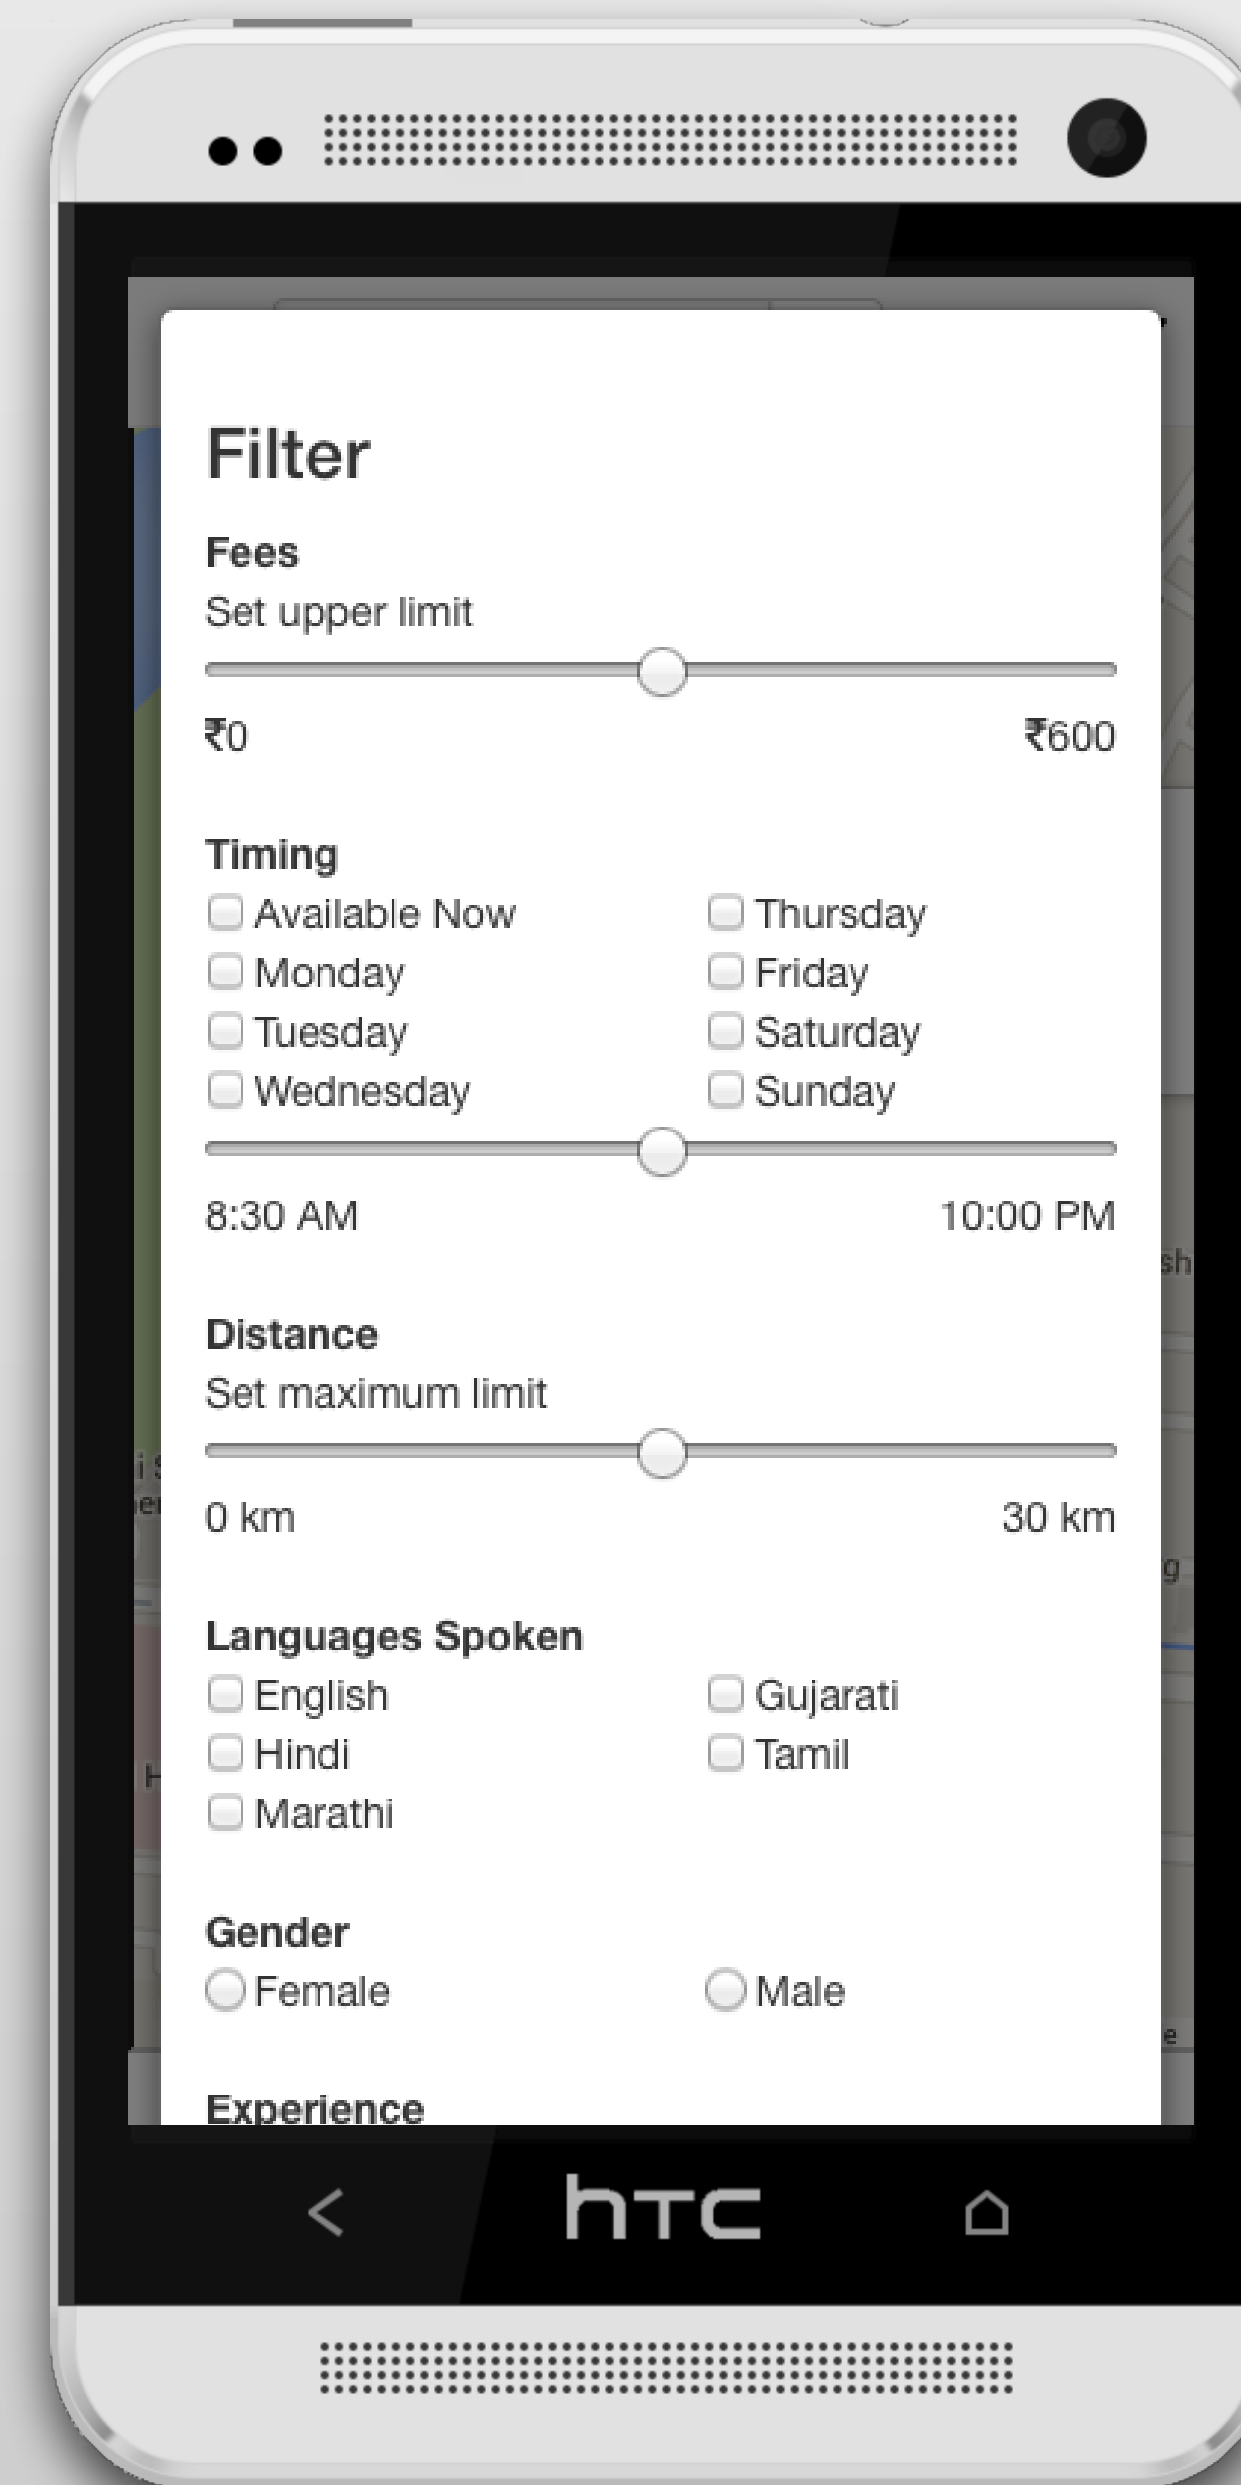 Filter
Fees
Set upper limit
₹0 ₹600
Timing
Available Now Thursday
Monday Friday
Tuesday Saturday
Wednesday Sunday
8:30 AM 10:00 PM
sh
Distance
Set maximum limit
0 km 30 km
g
Languages Spoken
English Gujarati
Hindi Tamil
H
Marathi
Gender
Female Male
e
Experience
htc